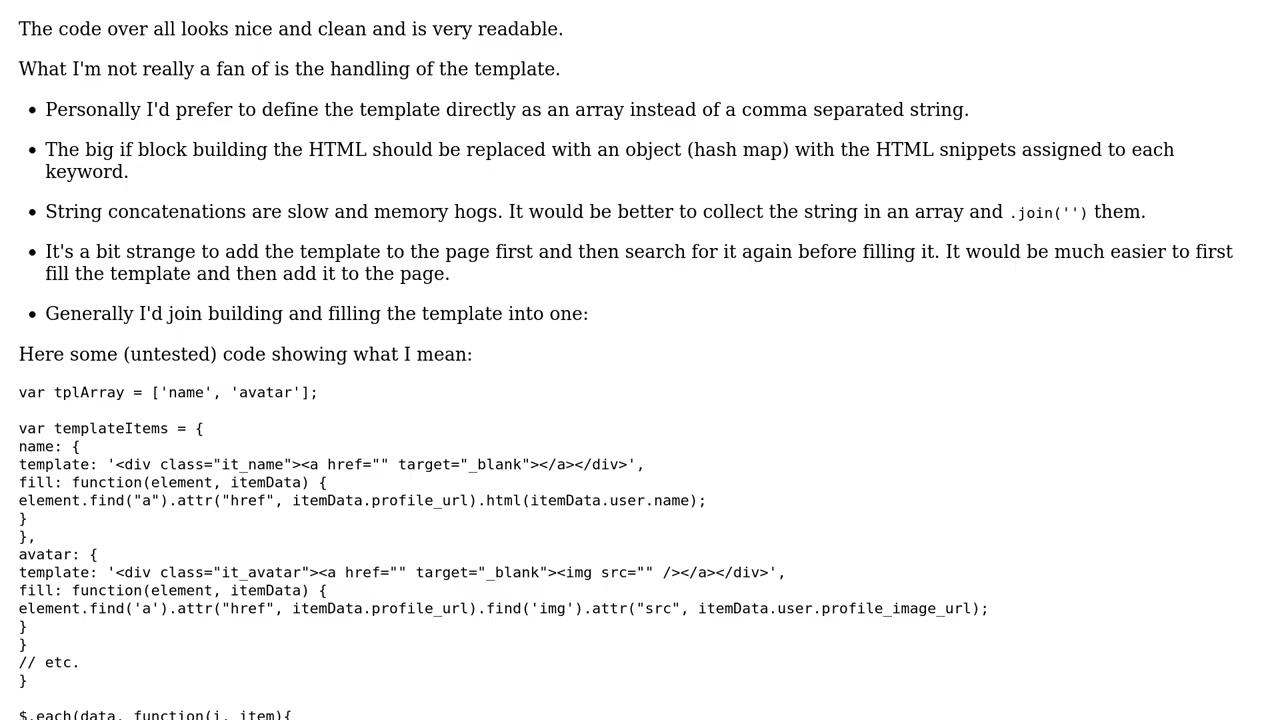 The code over all looks nice and clean and is very readable.
What I'm not really a fan of is the handling of the template.
• Personally I'd prefer to define the template directly as an array instead of a comma separated string.
• The big if block building the HTML should be replaced with an object (hash map) with the HTML snippets assigned to each
keyword.
• String concatenations are slow and memory hogs. It would be better to collect the string in an array and .join('') them.
• It's a bit strange to add the template to the page first and then search for it again before filling it. It would be much easier to first
fill the template and then add it to the page.
• Generally I'd join building and filling the template into one:
Here some (untested) code showing what I mean:
var tplArray = ['name', 'avatar'];
var templateItems = {
name: {
template: '<div class="it_name"><a href="" target="_blank"></a></div>',
fill: function(element, itemData) {
element.find("a").attr("href", itemData.profile_url).html(itemData.user.name);
}
},
avatar: {
template: '<div class="it_avatar"><a href="" target="_blank"><img src="" /></a></div>',
fill: function(element, itemData) {
element.find('a').attr("href", itemData.profile_url).find('img').attr("src", itemData.user.profile_image_url);
}
}
// etc.
}
$.each(data, function(i, item){